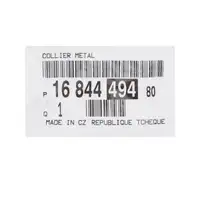 COLLIER METAL
P 16 844 494 80
Q 1
MADE IN CZ REPUBLIQUE TCHEQUE